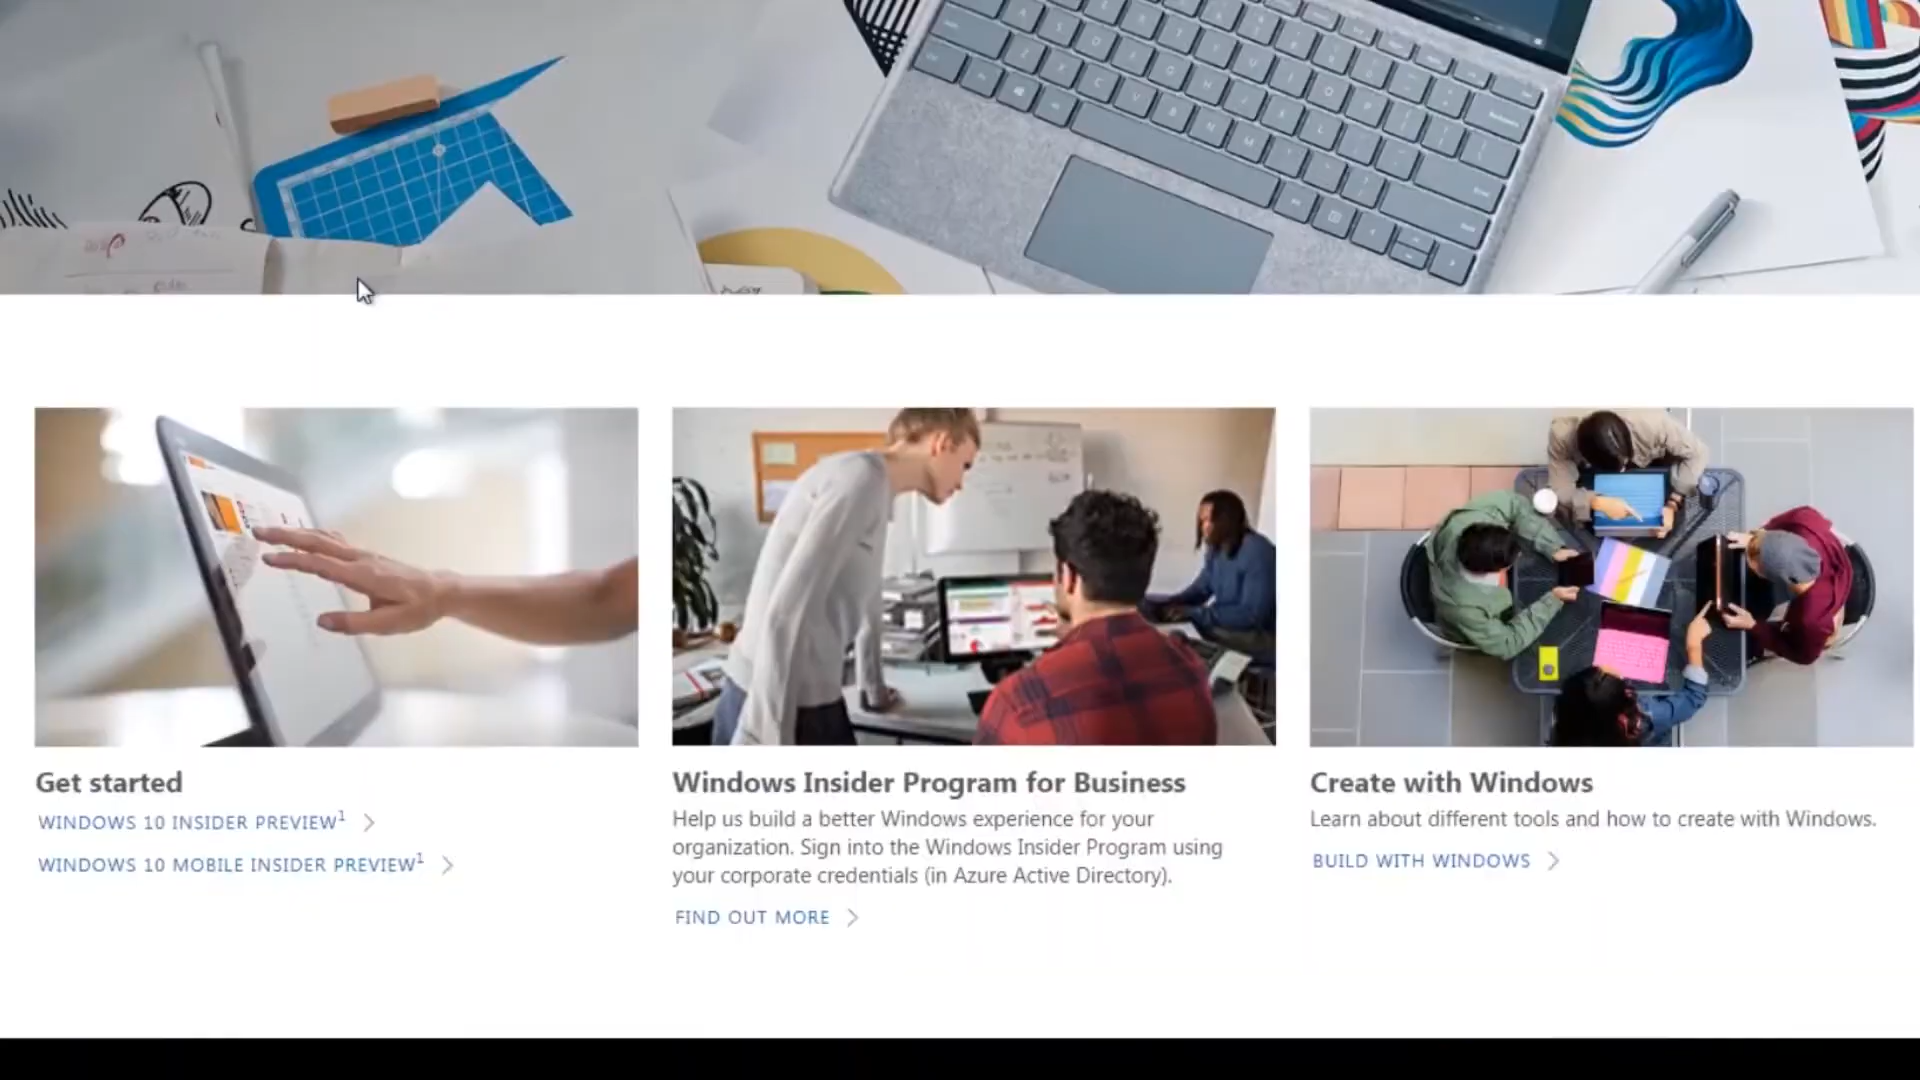 Get started
WINDOWS 10 INSIDER PREVIEW1
WINDOWS 10 MOBILE INSIDER PREVIEW1
Windows Insider Program for Business
Help us build a better Windows experience for your
organization. Sign into the Windows Insider Program using
your corporate credentials (in Azure Active Directory).
FIND OUT MORE
Create with Windows
Learn about different tools and how to create with Windows.
BUILD WITH WINDOWS